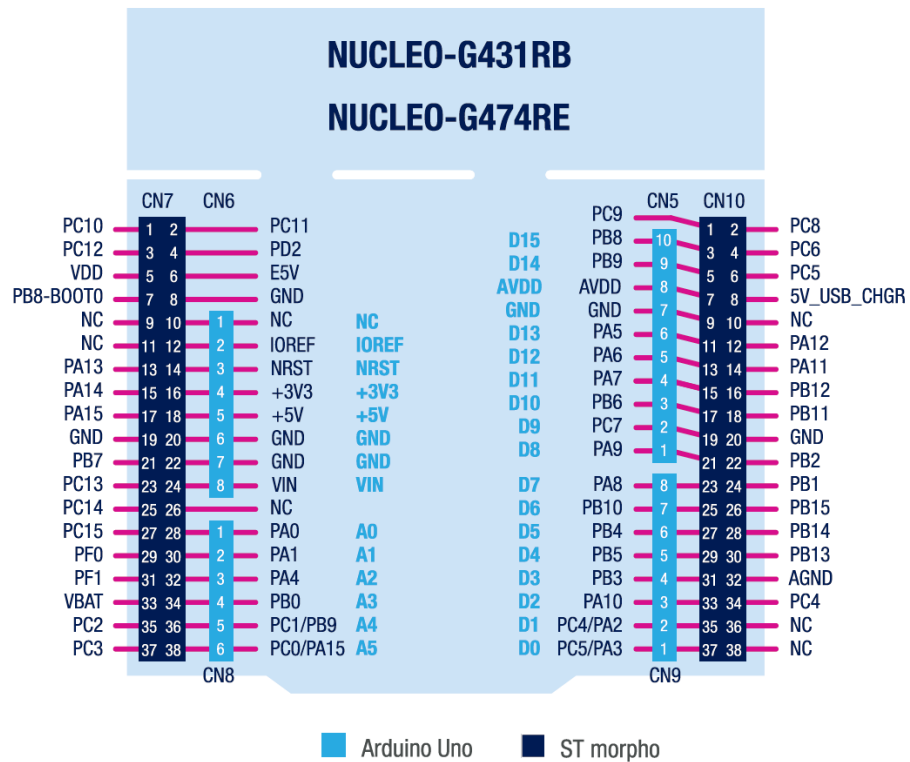 NUCLEO-G431RB
NUCLEO-G474RE
CN7 CN6 CN5 CN10
PC10 1 2 PC11 PC9 1 2 PC8
PC12 3 4 PD2 D15 PB8 10 3 4 PC6
VDD 5 6 E5V D14 PB9 9 5 6 PC5
PB8-BOOT0 7 8 GND AVDD AVDD 8 7 8 5V_USB_CHGR
NC 9 10 1 NC NC GND GND 7 9 10 NC
NC 11 12 2 IOREF IOREF D13 PA5 6 11 12 PA12
PA13 13 14 3 NRST NRST D12 PA6 5 13 14 PA11
PA14 15 16 4 +3V3 +3V3 D11 PA7 4 15 16 PB12
PA15 17 18 5 +5V +5V D10 PB6 3 17 18 PB11
GND 19 20 6 GND GND D9 PC7 2 19 20 GND
PB7 21 22 7 GND GND D8 PA9 1 21 22 PB2
PC13 23 24 8 VIN VIN D7 PA8 8 23 24 PB1
PC14 25 26 NC D6 PB10 7 25 26 PB15
PC15 27 28 1 PA0 A0 D5 PB4 6 27 28 PB14
PF0 29 30 2 PA1 A1 D4 PB5 5 29 30 PB13
PF1 31 32 3 PA4 A2 D3 PB3 4 31 32 AGND
VBAT 33 34 4 PB0 A3 D2 PA10 3 33 34 PC4
PC2 35 36 5 PC1/PB9 A4 D1 PC4/PA2 2 35 36 NC
PC3 37 38 6 PC0/PA15 A5 D0 PC5/PA3 1 37 38 NC
CN8 CN9
Arduino Uno ST morpho